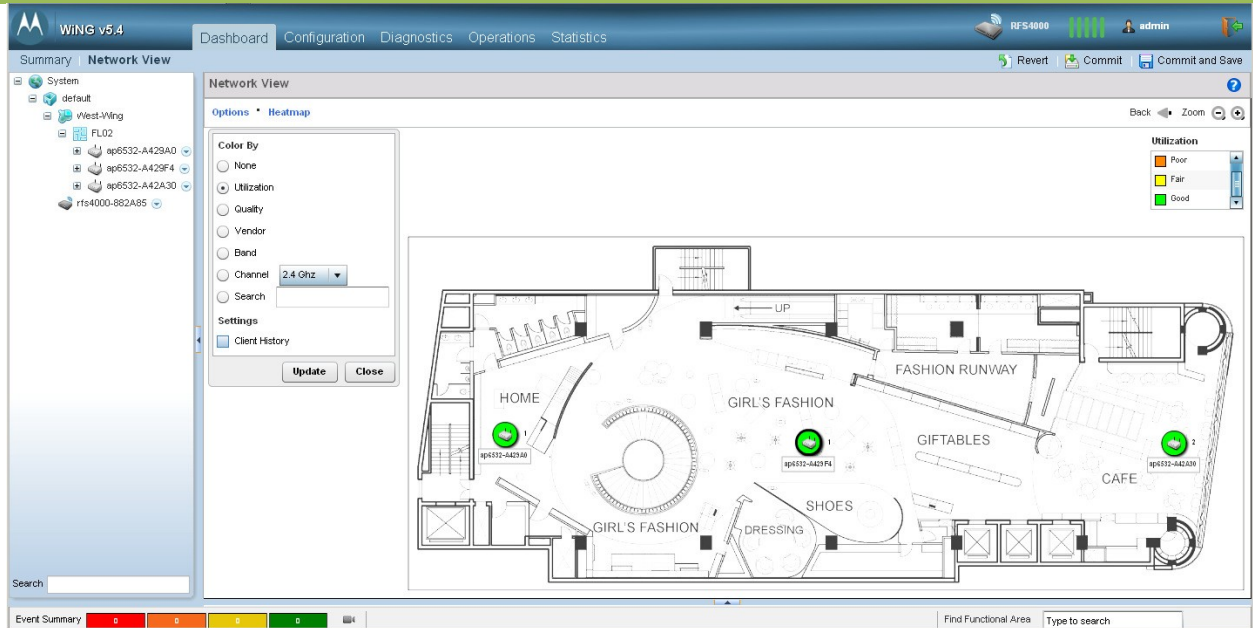 WiNG v5.4
Dashboard Configuration Diagnostics Operations Statistics
RFS4000
admin
Summary Network View
Revert Commit Commit and Save
System
default
West-Wing
FL02
ap6532-A429A0
ap6532-A429F4
ap6532-A42A30
rfs4000-882A85
Search
Network View
Options Heatmap
Back Zoom
Color By
None
Utilization
Quality
Vendor
Band
Channel 2.4 Ghz
Search
Settings
Client History
Update Close
Utilization
Poor
Fair
Good
UP
FASHION RUNWAY
HOME
GIRL'S FASHION
GIFTABLES
1
ap6532-A429A0
1
ap6532-A429F4
2
ap6532-A42A30
CAFE
SHOES
GIRL'S FASHION
DRESSING
Event Summary 0 0 0 0
Find Functional Area Type to search